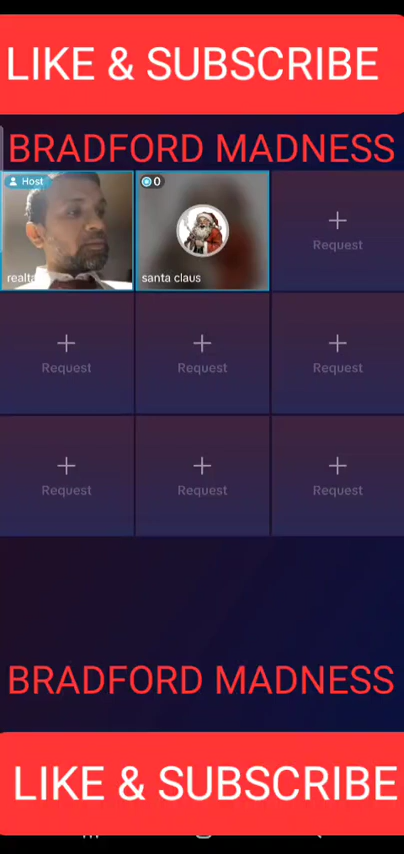 LIKE & SUBSCRIBE
BRADFORD MADNESS
Host
0
realta
santa claus
Request
Request
Request
Request
Request
Request
Request
BRADFORD MADNESS
LIKE & SUBSCRIBE